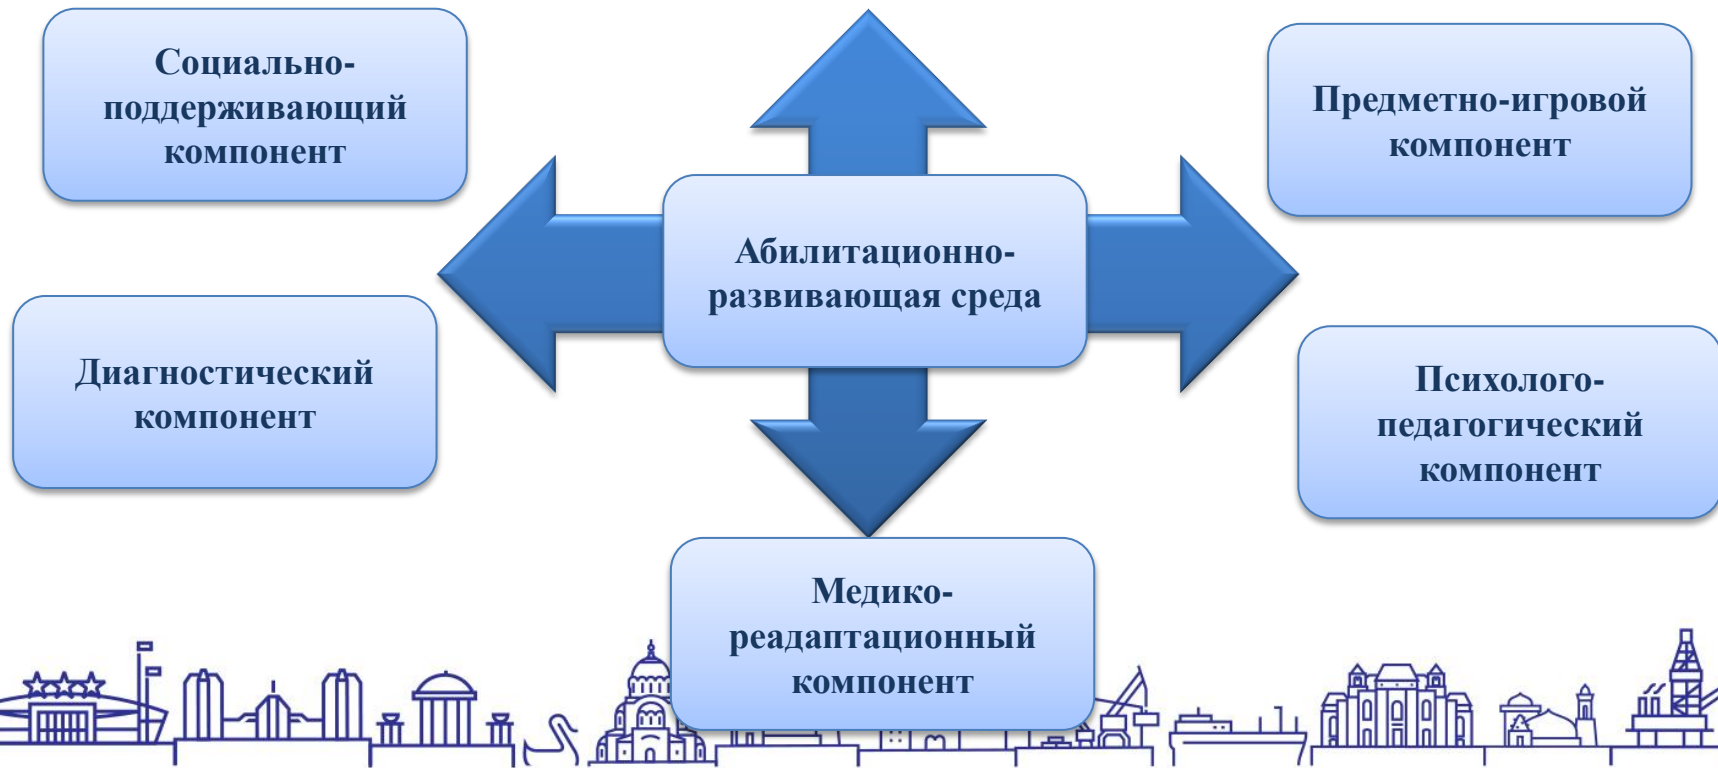 Социально-
поддерживающий
компонент
Предметно-игровой
компонент
Абилитационно-
развивающая среда
Диагностический
компонент
Психолого-
педагогический
компонент
Медико-
реадаптационный
компонент